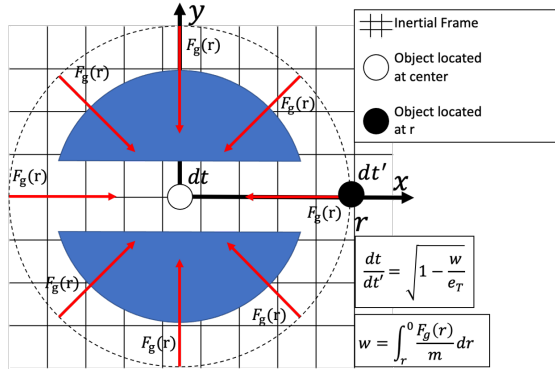 y
Inertial Frame
Object located
at center
Object located
at r
F_g(r)
F_g(r)
F_g(r)
F_g(r)
dt
dt′
x
F_g(r)
r
F_g(r)
F_g(r)
F_g(r)
dt/dt′ = √(1 − w/e_T)
w = ∫_r^0 F_g(r)/m dr